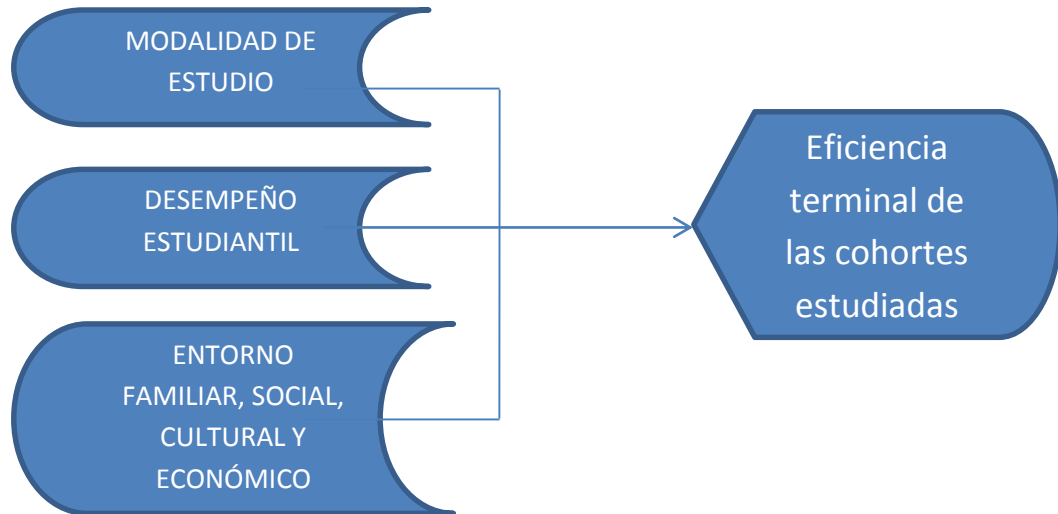 MODALIDAD DE
ESTUDIO
DESEMPEÑO
ESTUDIANTIL
ENTORNO
FAMILIAR, SOCIAL,
CULTURAL Y
ECONÓMICO
Eficiencia
terminal de
las cohortes
estudiadas